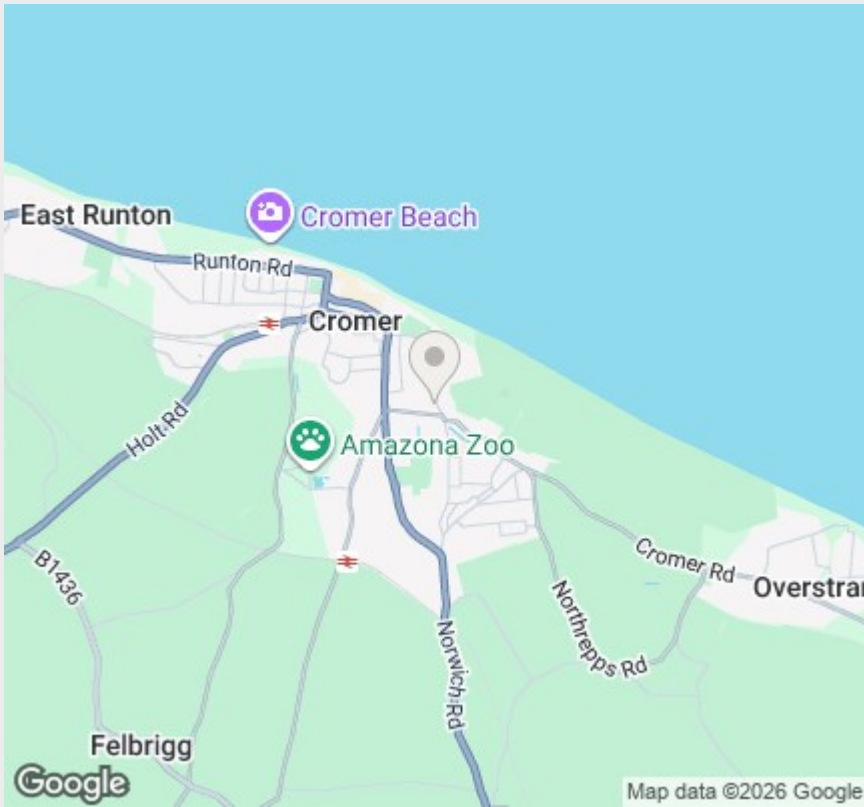 East Runton
Cromer Beach
Runton Rd
Cromer
Holt Rd
Amazona Zoo
B1436
Cromer Rd
Overstran
Northrepps Rd
Norwich Rd
Felbrigg
Google
Map data ©2026 Google